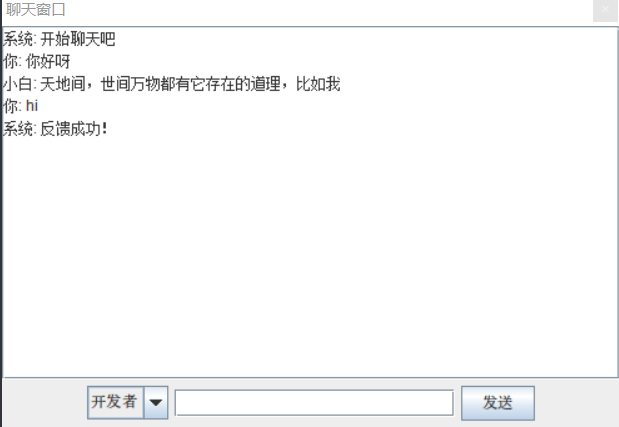 聊天窗口
系统: 开始聊天吧
你: 你好呀
小白: 天地间，世间万物都有它存在的道理，比如我
你: hi
系统: 反馈成功!
开发者 发送